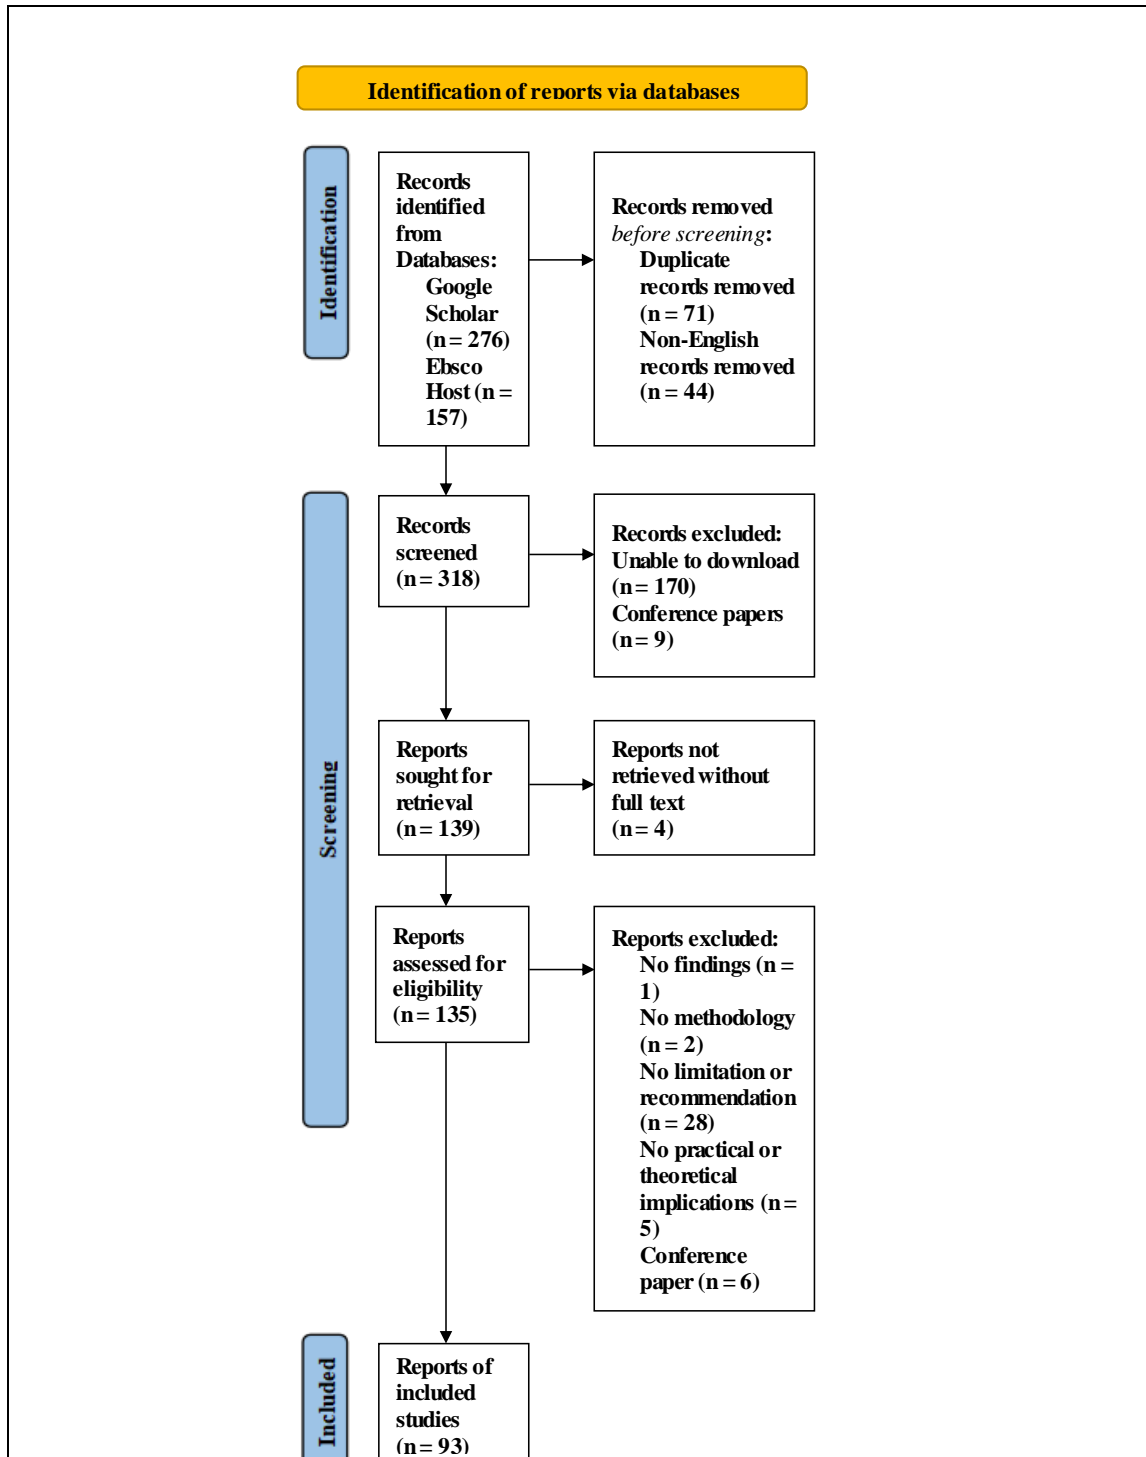 Identification of reports via databases
Identification
Records
identified
from
Databases:
Google
Scholar
(n = 276)
Ebsco
Host (n =
157)
Records removed
before screening:
Duplicate
records removed
(n = 71)
Non-English
records removed
(n = 44)
Screening
Records
screened
(n = 318)
Records excluded:
Unable to download
(n = 170)
Conference papers
(n = 9)
Reports
sought for
retrieval
(n = 139)
Reports not
retrieved without
full text
(n = 4)
Reports
assessed for
eligibility
(n = 135)
Reports excluded:
No findings (n =
1)
No methodology
(n = 2)
No limitation or
recommendation
(n = 28)
No practical or
theoretical
implications (n =
5)
Conference
paper (n = 6)
Included
Reports of
included
studies
(n = 93)